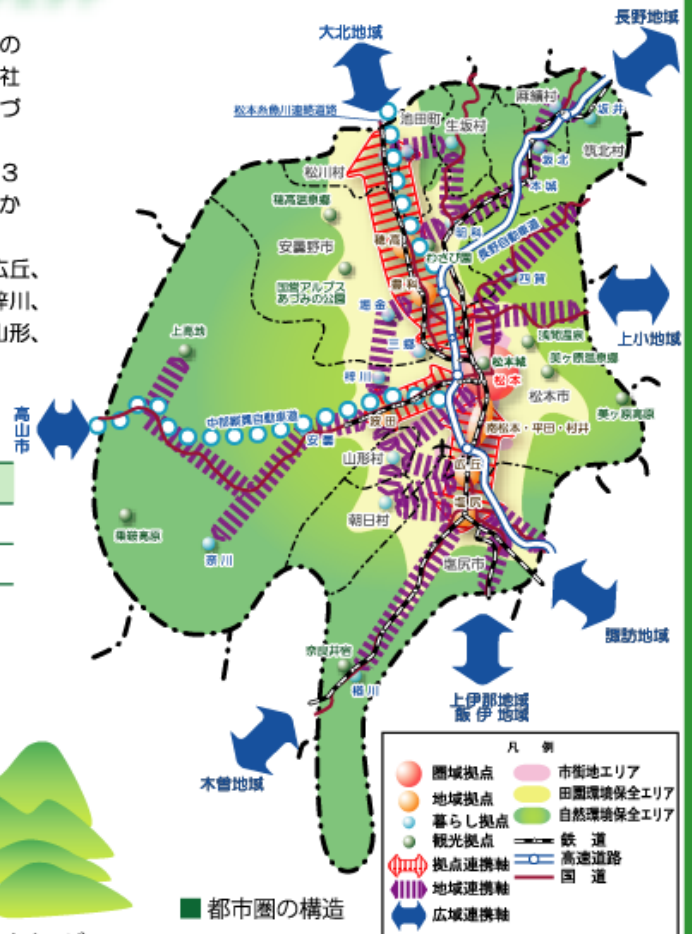 の
社
づ
3
か
広丘、
梓川、
山形、
長野地域
大北地域
松本糸魚川連絡道路
麻績村
坂井
池田町
生坂村
筑北村
坂北
松川村
本城
穂高温泉郷
明科
長野自動車道
穂高
安曇野市
わさび園
四賀
国営アルプス
あづみの公園
豊科
堀金
上小地域
浅間温泉
上高地
三郷
松本城
美ヶ原温泉郷
梓川
松本
松本市
美ヶ原高原
高山市
中部縦貫自動車道
波田
安曇
南松本・平田・村井
山形村
広丘
塩尻
朝日村
乗鞍高原
奈川
塩尻市
諏訪地域
奈良井宿
楢川
上伊那地域
飯伊地域
木曽地域
凡 例
圏域拠点
市街地エリア
地域拠点
田園環境保全エリア
暮らし拠点
自然環境保全エリア
観光拠点
鉄 道
拠点連携軸
高速道路
地域連携軸
国 道
広域連携軸
■都市圏の構造